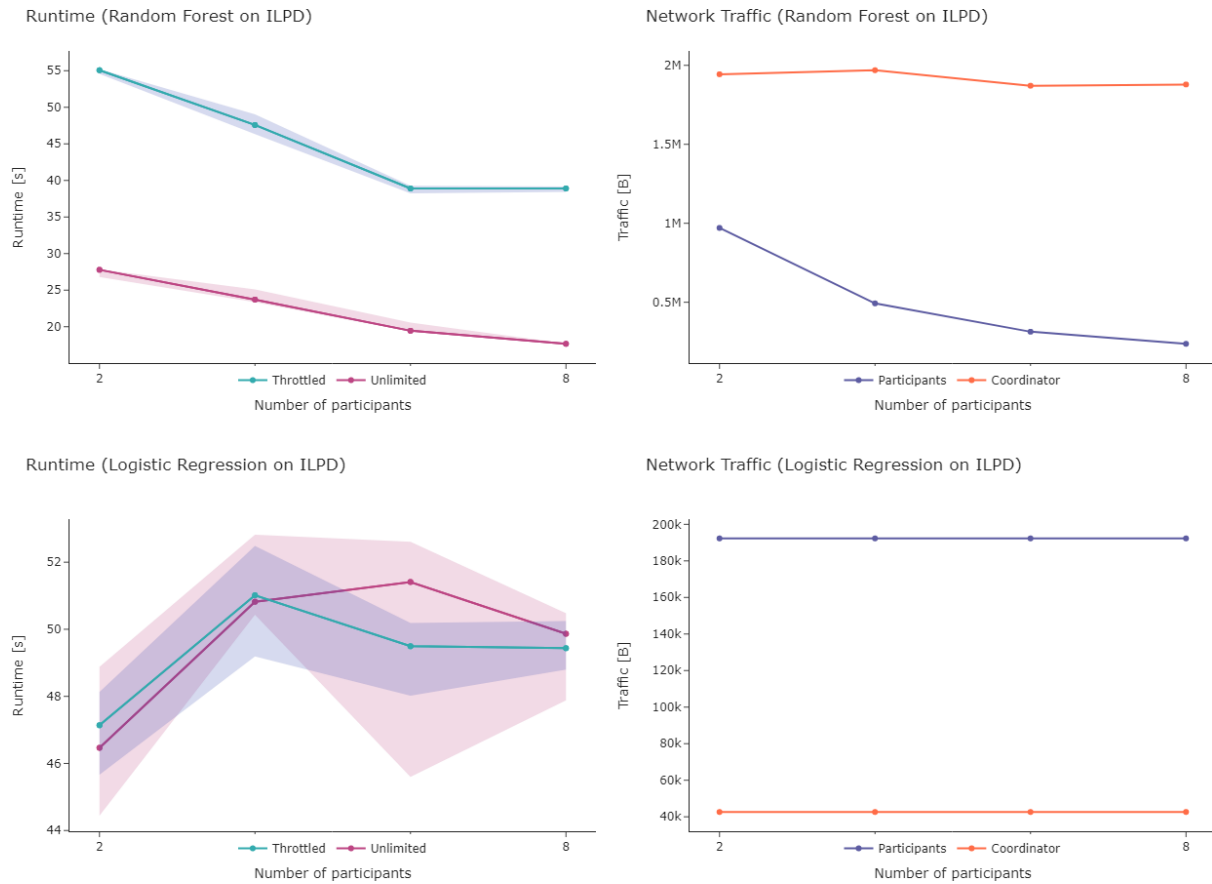 Runtime (Random Forest on ILPD)
55
50
45
40
35
30
25
20
Runtime [s]
2
8
Throttled
Unlimited
Number of participants
Network Traffic (Random Forest on ILPD)
2M
1.5M
1M
0.5M
Traffic [B]
2
8
Participants
Coordinator
Number of participants
Runtime (Logistic Regression on ILPD)
52
50
48
46
44
Runtime [s]
2
8
Throttled
Unlimited
Number of participants
Network Traffic (Logistic Regression on ILPD)
200k
180k
160k
140k
120k
100k
80k
60k
40k
Traffic [B]
2
8
Participants
Coordinator
Number of participants